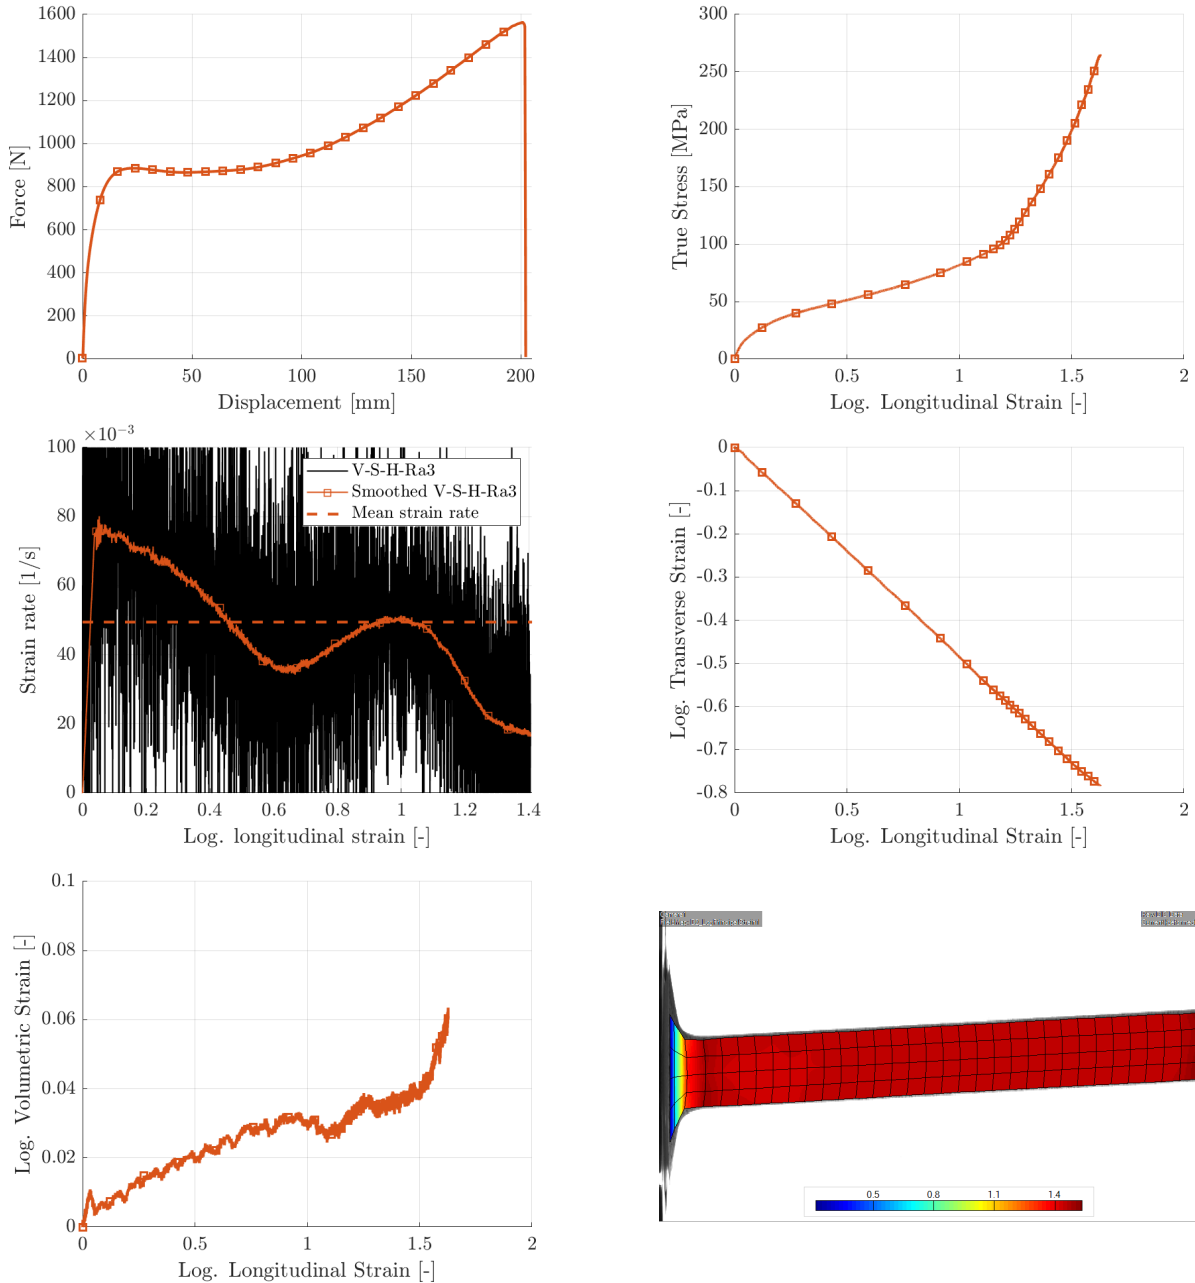 1600
1400
1200
1000
800
600
400
200
0
Force [N]
0 50 100 150 200
Displacement [mm]
300
250
200
150
100
50
0
True Stress [MPa]
0 0.5 1 1.5 2
Log. Longitudinal Strain [-]
×10⁻³
100
80
60
40
20
0
Strain rate [1/s]
V-S-H-Ra3
Smoothed V-S-H-Ra3
Mean strain rate
0 0.2 0.4 0.6 0.8 1 1.2 1.4
Log. longitudinal strain [-]
0
-0.1
-0.2
-0.3
-0.4
-0.5
-0.6
-0.7
-0.8
Log. Transverse Strain [-]
0 0.5 1 1.5 2
Log. Longitudinal Strain [-]
0.1
0.08
0.06
0.04
0.02
0
Log. Volumetric Strain [-]
0 0.5 1 1.5 2
Log. Longitudinal Strain [-]
0.5 0.8 1.1 1.4